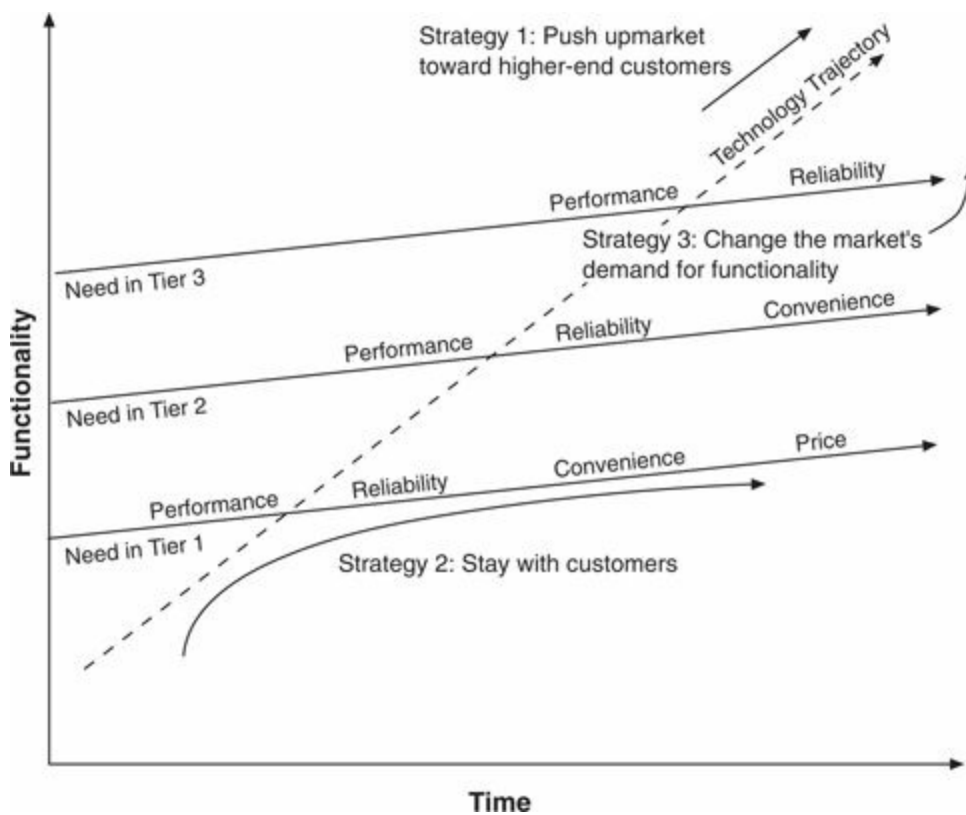 Strategy 1: Push upmarket
toward higher-end customers
Technology Trajectory
Performance
Reliability
Need in Tier 3
Strategy 3: Change the market's
demand for functionality
Performance
Reliability
Convenience
Need in Tier 2
Performance
Reliability
Convenience
Price
Need in Tier 1
Strategy 2: Stay with customers
Functionality
Time